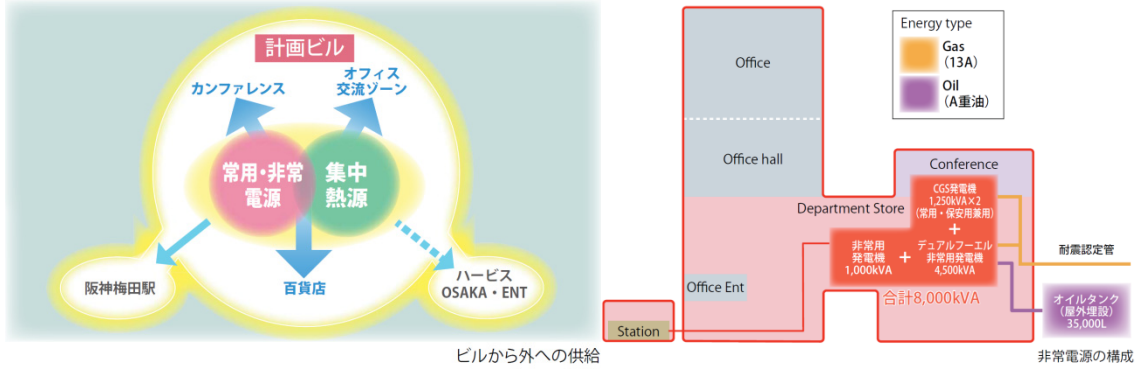 計画ビル
カンファレンス
オフィス
交流ゾーン
常用・非常
電源
集中
熱源
阪神梅田駅
百貨店
ハービス
OSAKA・ENT
ビルから外への供給
Energy type
Gas
（13A）
Oil
（A重油）
Office
Office hall
Conference
Department Store
CGS発電機
1,250kVA×2
（常用・保安用兼用）
+
非常用
発電機
1,000kVA
+
デュアルフーエル
非常用発電機
4,500kVA
合計8,000kVA
耐震認定管
Office Ent
オイルタンク
（屋外埋設）
35,000L
Station
非常電源の構成